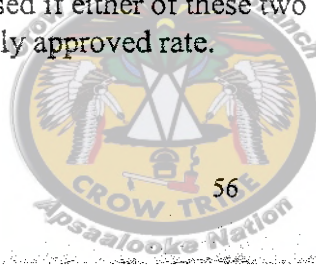 sed if either of these two
ly approved rate.
56
CROW TRIBE
Apsaalooke Nation